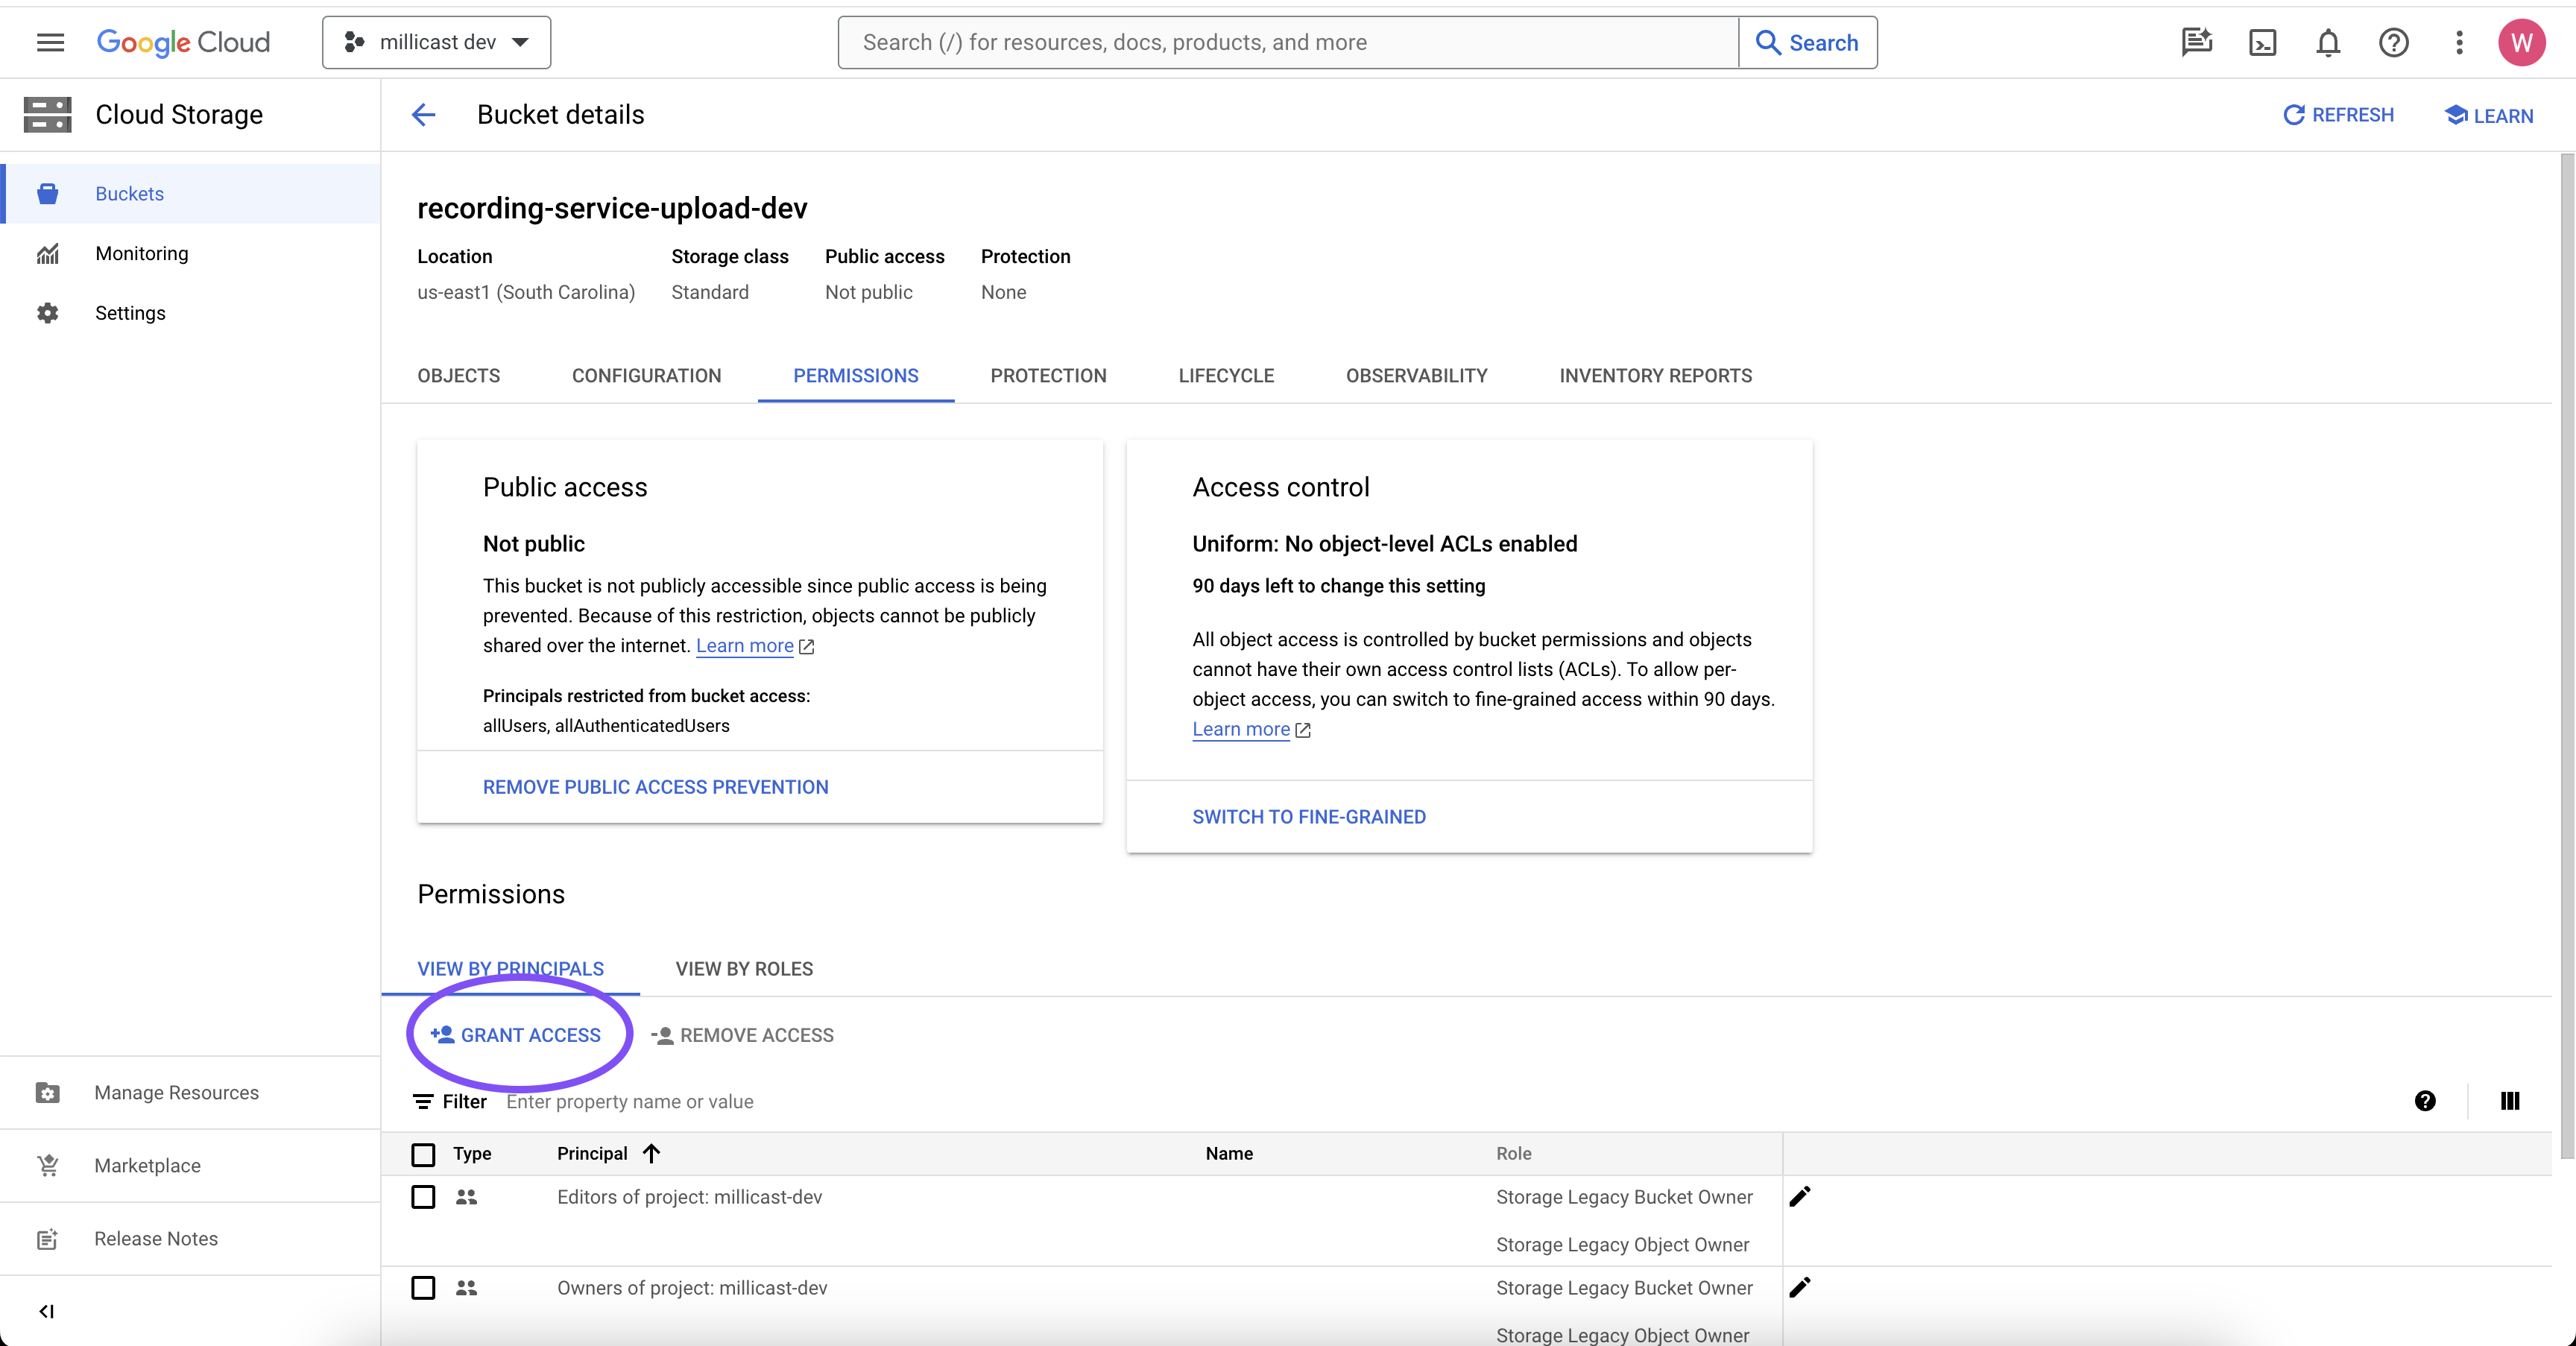 Google Cloud
millicast dev
Search (/) for resources, docs, products, and more
Search
W
Cloud Storage
Bucket details
REFRESH
LEARN
Buckets
Monitoring
Settings
recording-service-upload-dev
Location Storage class Public access Protection
us-east1 (South Carolina) Standard Not public None
OBJECTS CONFIGURATION PERMISSIONS PROTECTION LIFECYCLE OBSERVABILITY INVENTORY REPORTS
Public access
Not public
This bucket is not publicly accessible since public access is being
prevented. Because of this restriction, objects cannot be publicly
shared over the internet. Learn more
Principals restricted from bucket access:
allUsers, allAuthenticatedUsers
REMOVE PUBLIC ACCESS PREVENTION
Access control
Uniform: No object-level ACLs enabled
90 days left to change this setting
All object access is controlled by bucket permissions and objects
cannot have their own access control lists (ACLs). To allow per-
object access, you can switch to fine-grained access within 90 days.
Learn more
SWITCH TO FINE-GRAINED
Permissions
VIEW BY PRINCIPALS VIEW BY ROLES
GRANT ACCESS REMOVE ACCESS
Filter Enter property name or value
Type Principal Name Role
Editors of project: millicast-dev Storage Legacy Bucket Owner
Storage Legacy Object Owner
Owners of project: millicast-dev Storage Legacy Bucket Owner
Storage Legacy Object Owner
Manage Resources
Marketplace
Release Notes